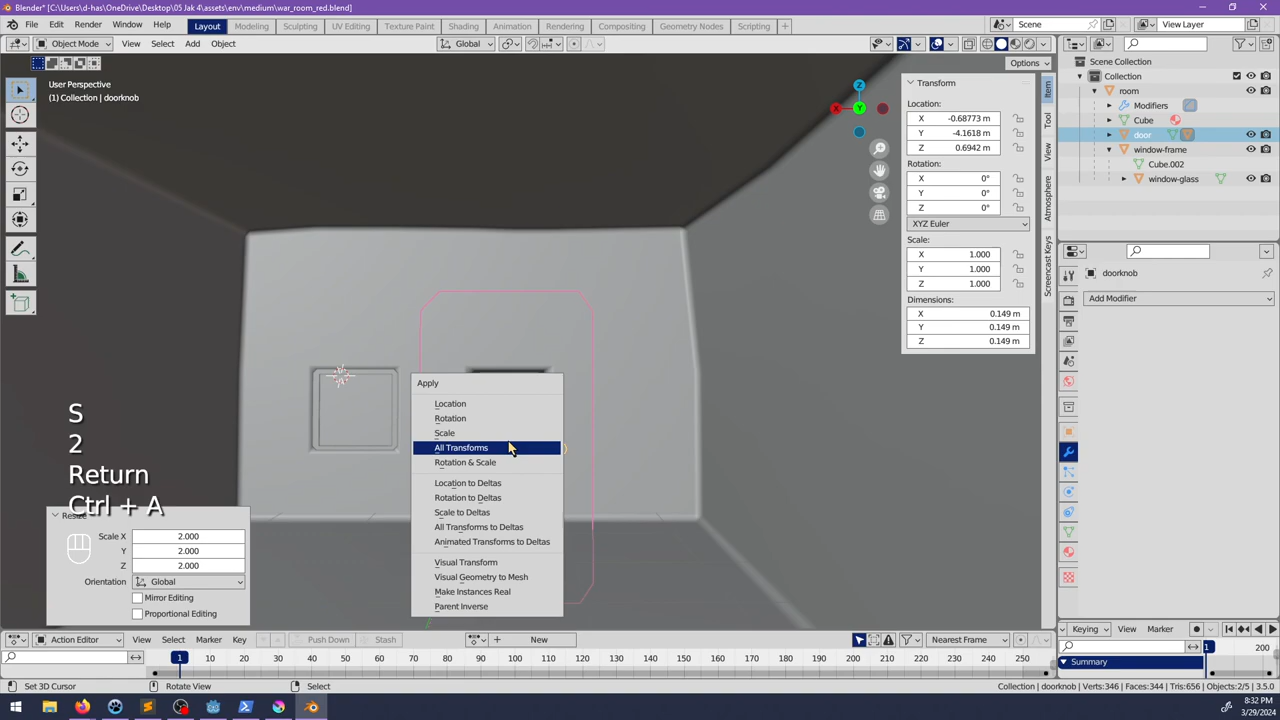 Blender* [C:\Users\d-has\OneDrive\Desktop\05 Jak 4\assets\env\medium\war_room_red.blend]
File Edit Render Window Help Layout Modeling Sculpting UV Editing Texture Paint Shading Animation Rendering Compositing Geometry Nodes Scripting + Scene View Layer
Object Mode View Select Add Object Global
Options
User Perspective
(1) Collection | doorknob
Z
X
Y
Transform
Location:
X -0.68773 m
Y -4.1618 m
Z 0.6942 m
Rotation:
X 0°
Y 0°
Z 0°
XYZ Euler
Scale:
X 1.000
Y 1.000
Z 1.000
Dimensions:
X 0.149 m
Y 0.149 m
Z 0.149 m
Item
Tool
View
Atmosphere
Screencast Keys
Scene Collection
Collection
room
Modifiers
Cube
door
window-frame
Cube.002
window-glass
doorknob
Add Modifier
Apply
Location
Rotation
Scale
All Transforms
Rotation & Scale
Location to Deltas
Rotation to Deltas
Scale to Deltas
All Transforms to Deltas
Animated Transforms to Deltas
Visual Transform
Visual Geometry to Mesh
Make Instances Real
Parent Inverse
S
2
Return
Ctrl + A
Resize
Scale X 2.000
Y 2.000
Z 2.000
Orientation Global
Mirror Editing
Proportional Editing
Action Editor View Select Marker Key Push Down Stash New Nearest Frame
1 10 20 30 40 50 60 70 80 90 100 110 120 130 140 150 160 170 180 190 200 210 220 230 240 250
Keying View Marker
1 200
Summary
Set 3D Cursor Rotate View Select Collection | doorknob | Verts:346 | Faces:344 | Tris:656 | Objects:2/5 | 3.5.0
8:32 PM
3/29/2024